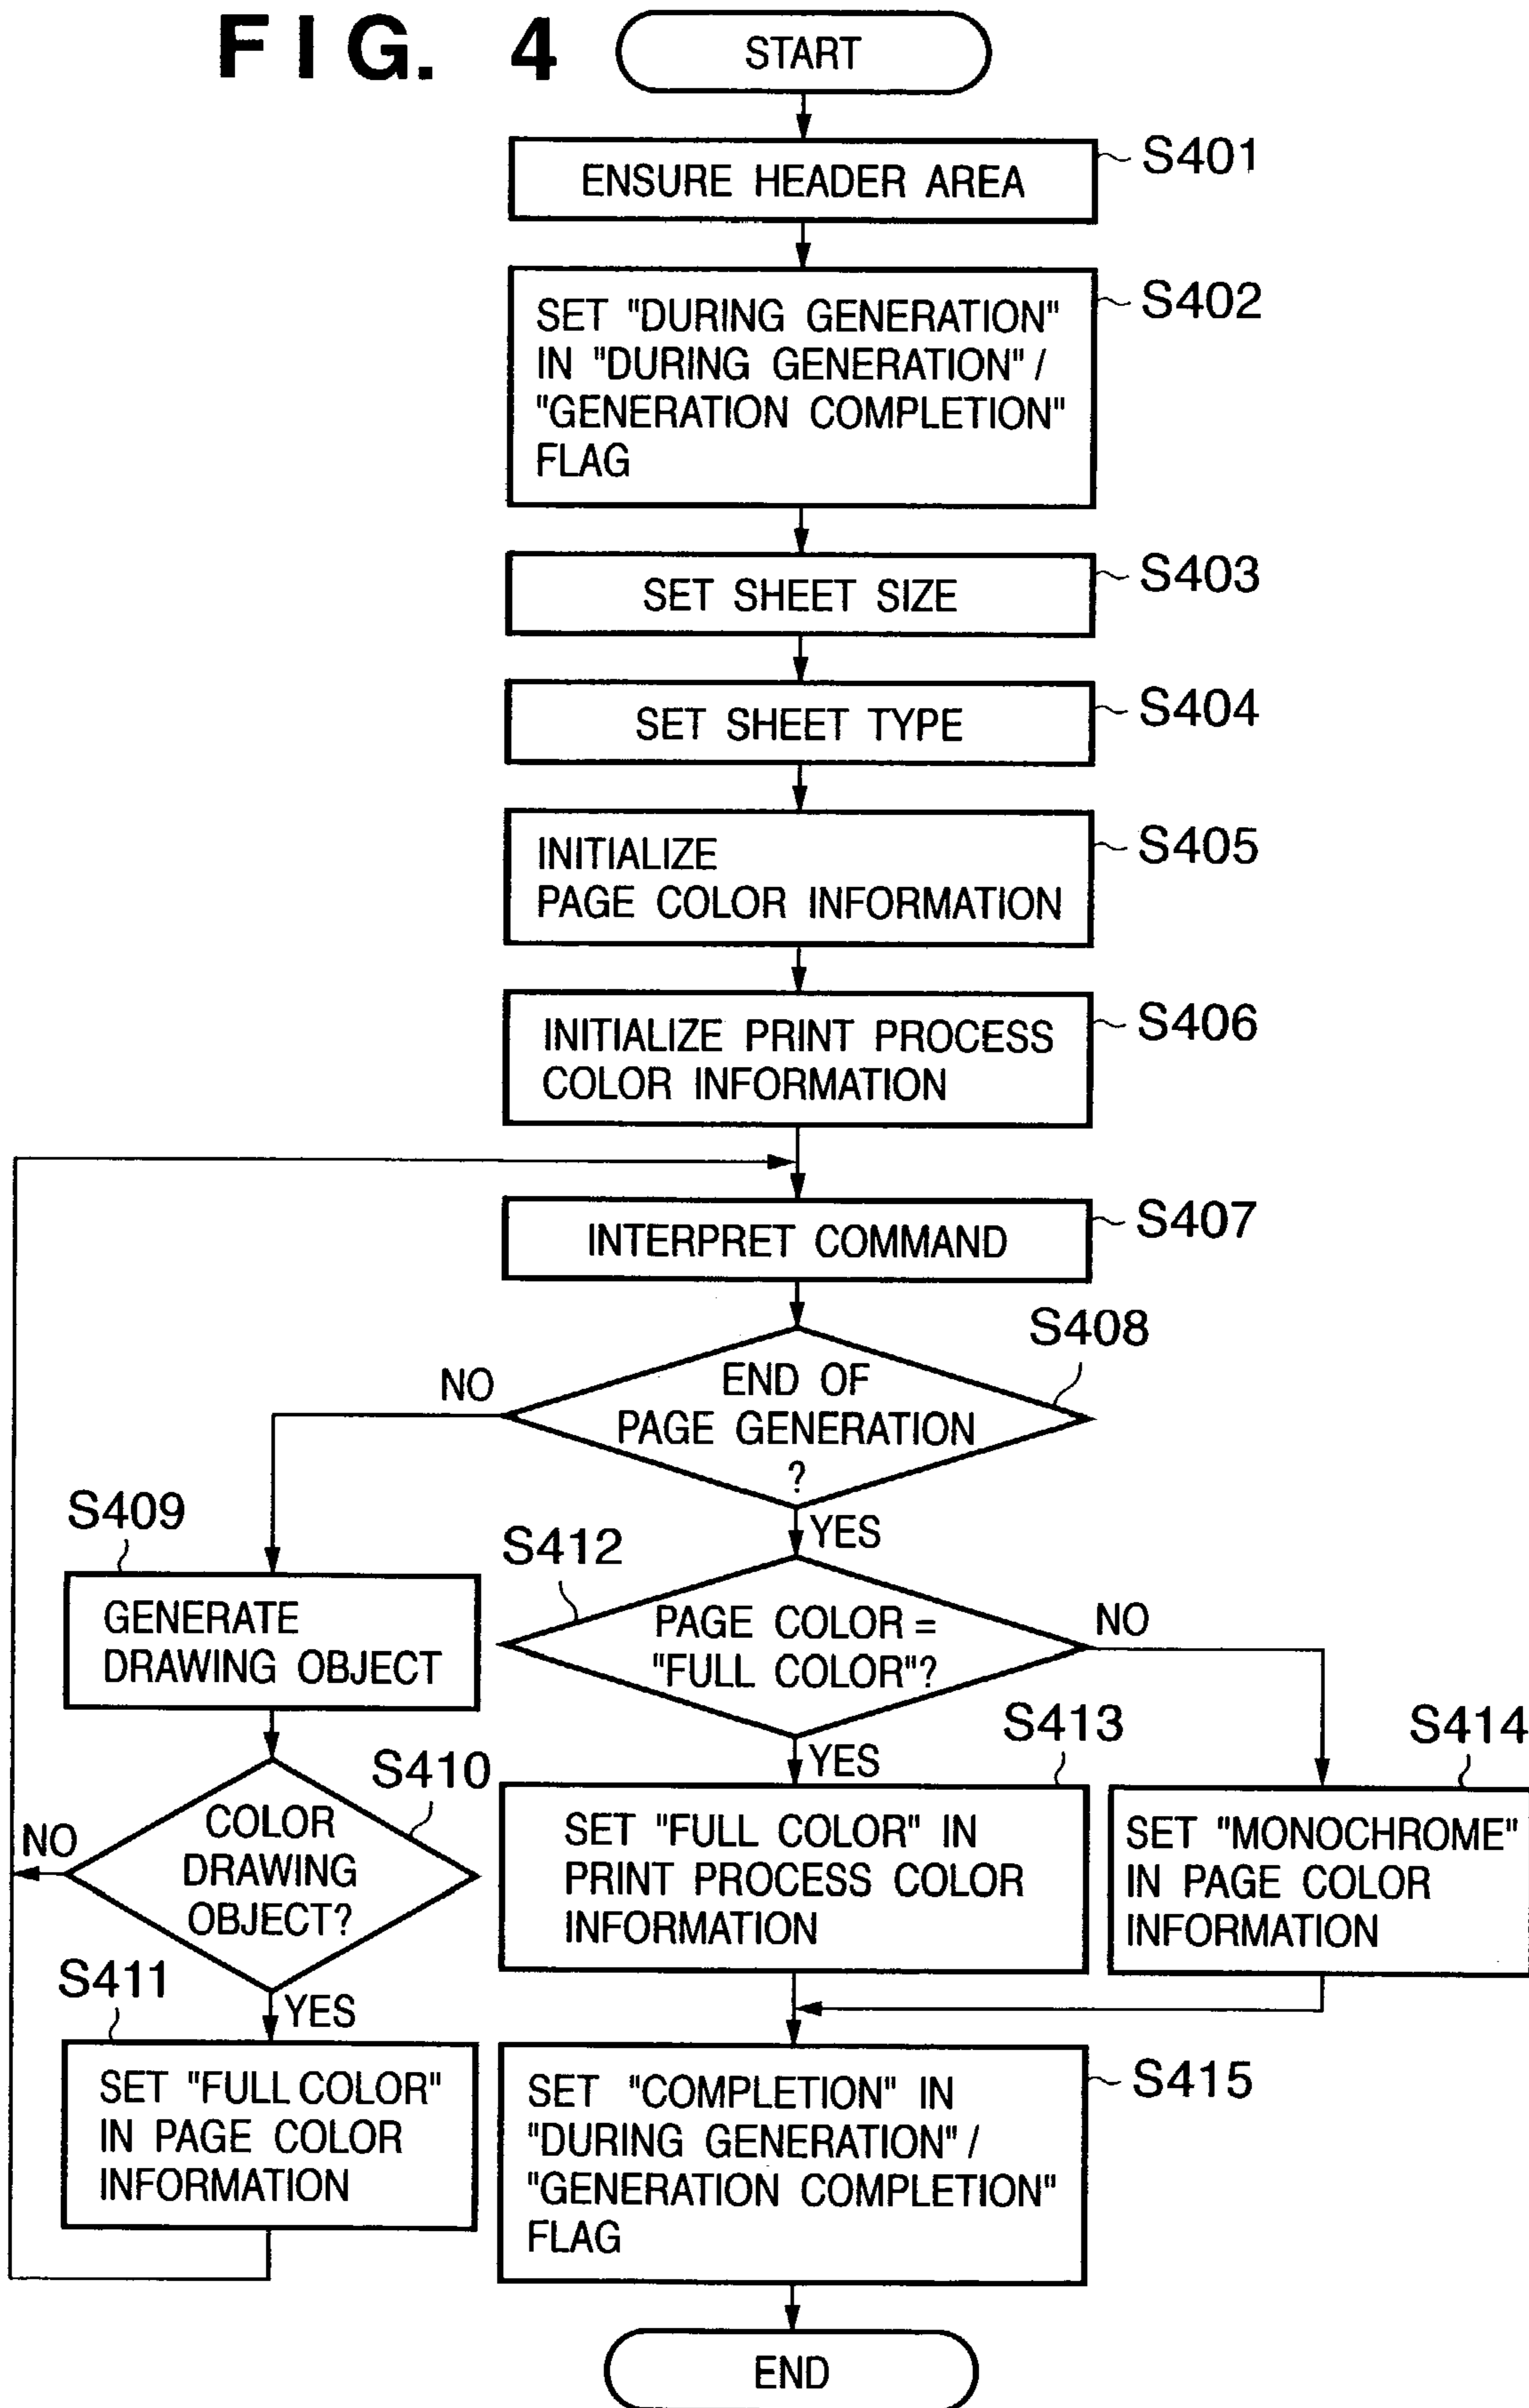 FIG. 4
START
ENSURE HEADER AREA
S401
SET "DURING GENERATION"
IN "DURING GENERATION" /
"GENERATION COMPLETION"
FLAG
S402
SET SHEET SIZE
S403
SET SHEET TYPE
S404
INITIALIZE
PAGE COLOR INFORMATION
S405
INITIALIZE PRINT PROCESS
COLOR INFORMATION
S406
INTERPRET COMMAND
S407
S408
END OF
PAGE GENERATION
?
NO
YES
S409
GENERATE
DRAWING OBJECT
S410
COLOR
DRAWING
OBJECT?
NO
YES
S411
SET "FULL COLOR"
IN PAGE COLOR
INFORMATION
S412
PAGE COLOR =
"FULL COLOR"?
NO
YES
S413
SET "FULL COLOR" IN
PRINT PROCESS COLOR
INFORMATION
S414
SET "MONOCHROME"
IN PAGE COLOR
INFORMATION
SET "COMPLETION" IN
"DURING GENERATION" /
"GENERATION COMPLETION"
FLAG
S415
END